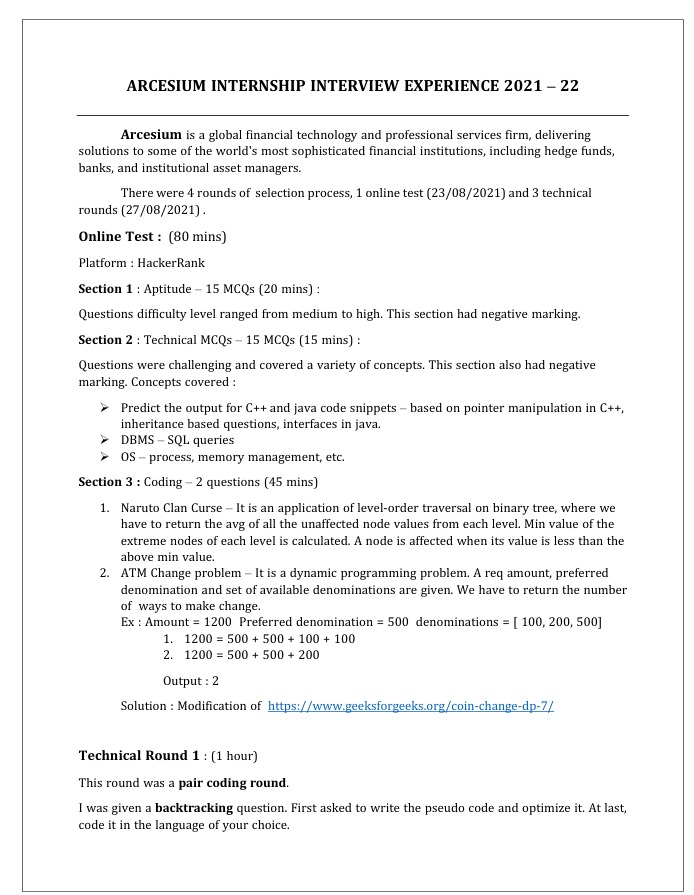 ARCESIUM INTERNSHIP INTERVIEW EXPERIENCE 2021 – 22
Arcesium is a global financial technology and professional services firm, delivering
solutions to some of the world's most sophisticated financial institutions, including hedge funds,
banks, and institutional asset managers.
There were 4 rounds of selection process, 1 online test (23/08/2021) and 3 technical
rounds (27/08/2021) .
Online Test : (80 mins)
Platform : HackerRank
Section 1 : Aptitude – 15 MCQs (20 mins) :
Questions difficulty level ranged from medium to high. This section had negative marking.
Section 2 : Technical MCQs – 15 MCQs (15 mins) :
Questions were challenging and covered a variety of concepts. This section also had negative
marking. Concepts covered :
➢ Predict the output for C++ and java code snippets – based on pointer manipulation in C++,
inheritance based questions, interfaces in java.
➢ DBMS – SQL queries
➢ OS – process, memory management, etc.
Section 3 : Coding – 2 questions (45 mins)
1. Naruto Clan Curse – It is an application of level-order traversal on binary tree, where we
have to return the avg of all the unaffected node values from each level. Min value of the
extreme nodes of each level is calculated. A node is affected when its value is less than the
above min value.
2. ATM Change problem – It is a dynamic programming problem. A req amount, preferred
denomination and set of available denominations are given. We have to return the number
of ways to make change.
Ex : Amount = 1200 Preferred denomination = 500 denominations = [ 100, 200, 500]
1. 1200 = 500 + 500 + 100 + 100
2. 1200 = 500 + 500 + 200
Output : 2
Solution : Modification of https://www.geeksforgeeks.org/coin-change-dp-7/
Technical Round 1 : (1 hour)
This round was a pair coding round.
I was given a backtracking question. First asked to write the pseudo code and optimize it. At last,
code it in the language of your choice.